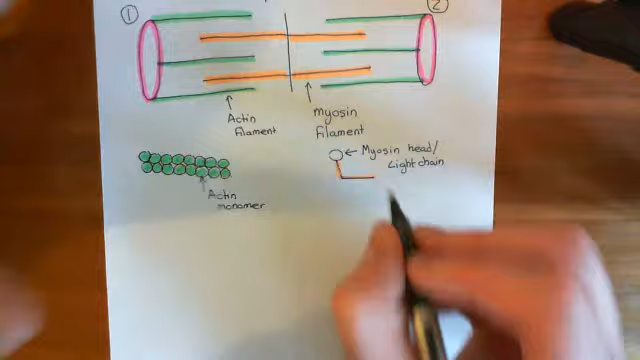 1
2
Actin
filament
myosin
filament
Myosin head/
Light chain
Actin
monomer